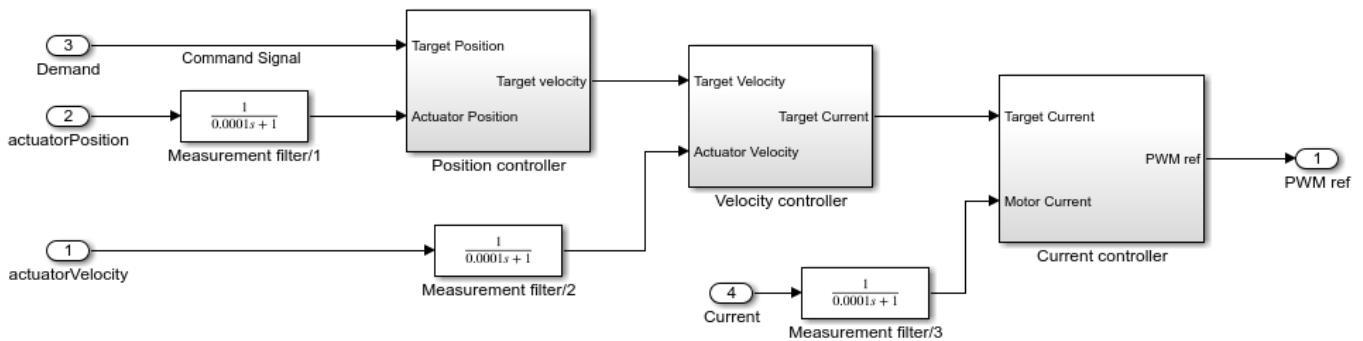 3
Demand
Command Signal
2
actuatorPosition
1
0.0001s + 1
Measurement filter/1
Target Position
Target velocity
Actuator Position
Position controller
1
actuatorVelocity
1
0.0001s + 1
Measurement filter/2
Target Velocity
Target Current
Actuator Velocity
Velocity controller
4
Current
1
0.0001s + 1
Measurement filter/3
Target Current
PWM ref
Motor Current
Current controller
1
PWM ref